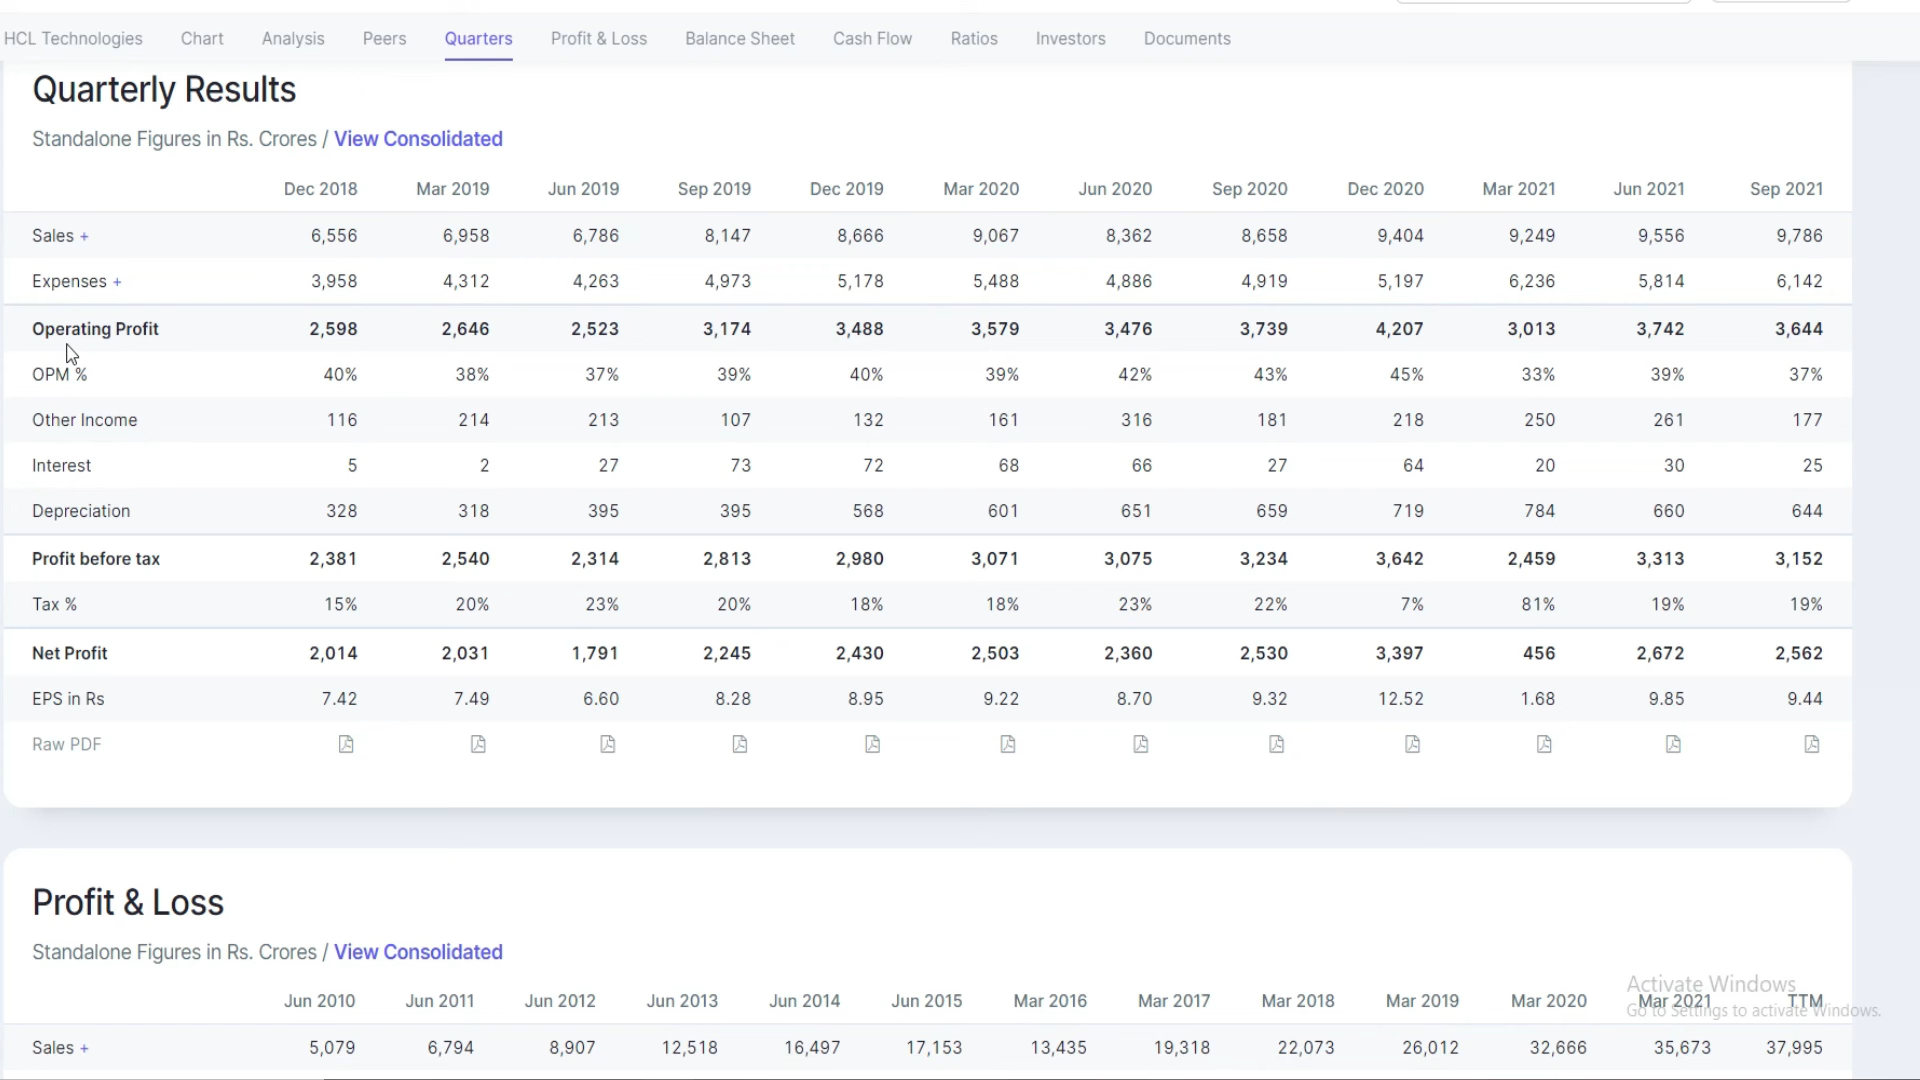 HCL Technologies Chart Analysis Peers Quarters Profit & Loss Balance Sheet Cash Flow Ratios Investors Documents
Quarterly Results
Standalone Figures in Rs. Crores / View Consolidated
Dec 2018 Mar 2019 Jun 2019 Sep 2019 Dec 2019 Mar 2020 Jun 2020 Sep 2020 Dec 2020 Mar 2021 Jun 2021 Sep 2021
Sales + 6,556 6,958 6,786 8,147 8,666 9,067 8,362 8,658 9,404 9,249 9,556 9,786
Expenses + 3,958 4,312 4,263 4,973 5,178 5,488 4,886 4,919 5,197 6,236 5,814 6,142
Operating Profit 2,598 2,646 2,523 3,174 3,488 3,579 3,476 3,739 4,207 3,013 3,742 3,644
OPM % 40% 38% 37% 39% 40% 39% 42% 43% 45% 33% 39% 37%
Other Income 116 214 213 107 132 161 316 181 218 250 261 177
Interest 5 2 27 73 72 68 66 27 64 20 30 25
Depreciation 328 318 395 395 568 601 651 659 719 784 660 644
Profit before tax 2,381 2,540 2,314 2,813 2,980 3,071 3,075 3,234 3,642 2,459 3,313 3,152
Tax % 15% 20% 23% 20% 18% 18% 23% 22% 7% 81% 19% 19%
Net Profit 2,014 2,031 1,791 2,245 2,430 2,503 2,360 2,530 3,397 456 2,672 2,562
EPS in Rs 7.42 7.49 6.60 8.28 8.95 9.22 8.70 9.32 12.52 1.68 9.85 9.44
Raw PDF
Profit & Loss
Standalone Figures in Rs. Crores / View Consolidated
Activate Windows
Jun 2010 Jun 2011 Jun 2012 Jun 2013 Jun 2014 Jun 2015 Mar 2016 Mar 2017 Mar 2018 Mar 2019 Mar 2020 Mar 2021 TTM
Go to Settings to activate Windows.
Sales + 5,079 6,794 8,907 12,518 16,497 17,153 13,435 19,318 22,073 26,012 32,666 35,673 37,995